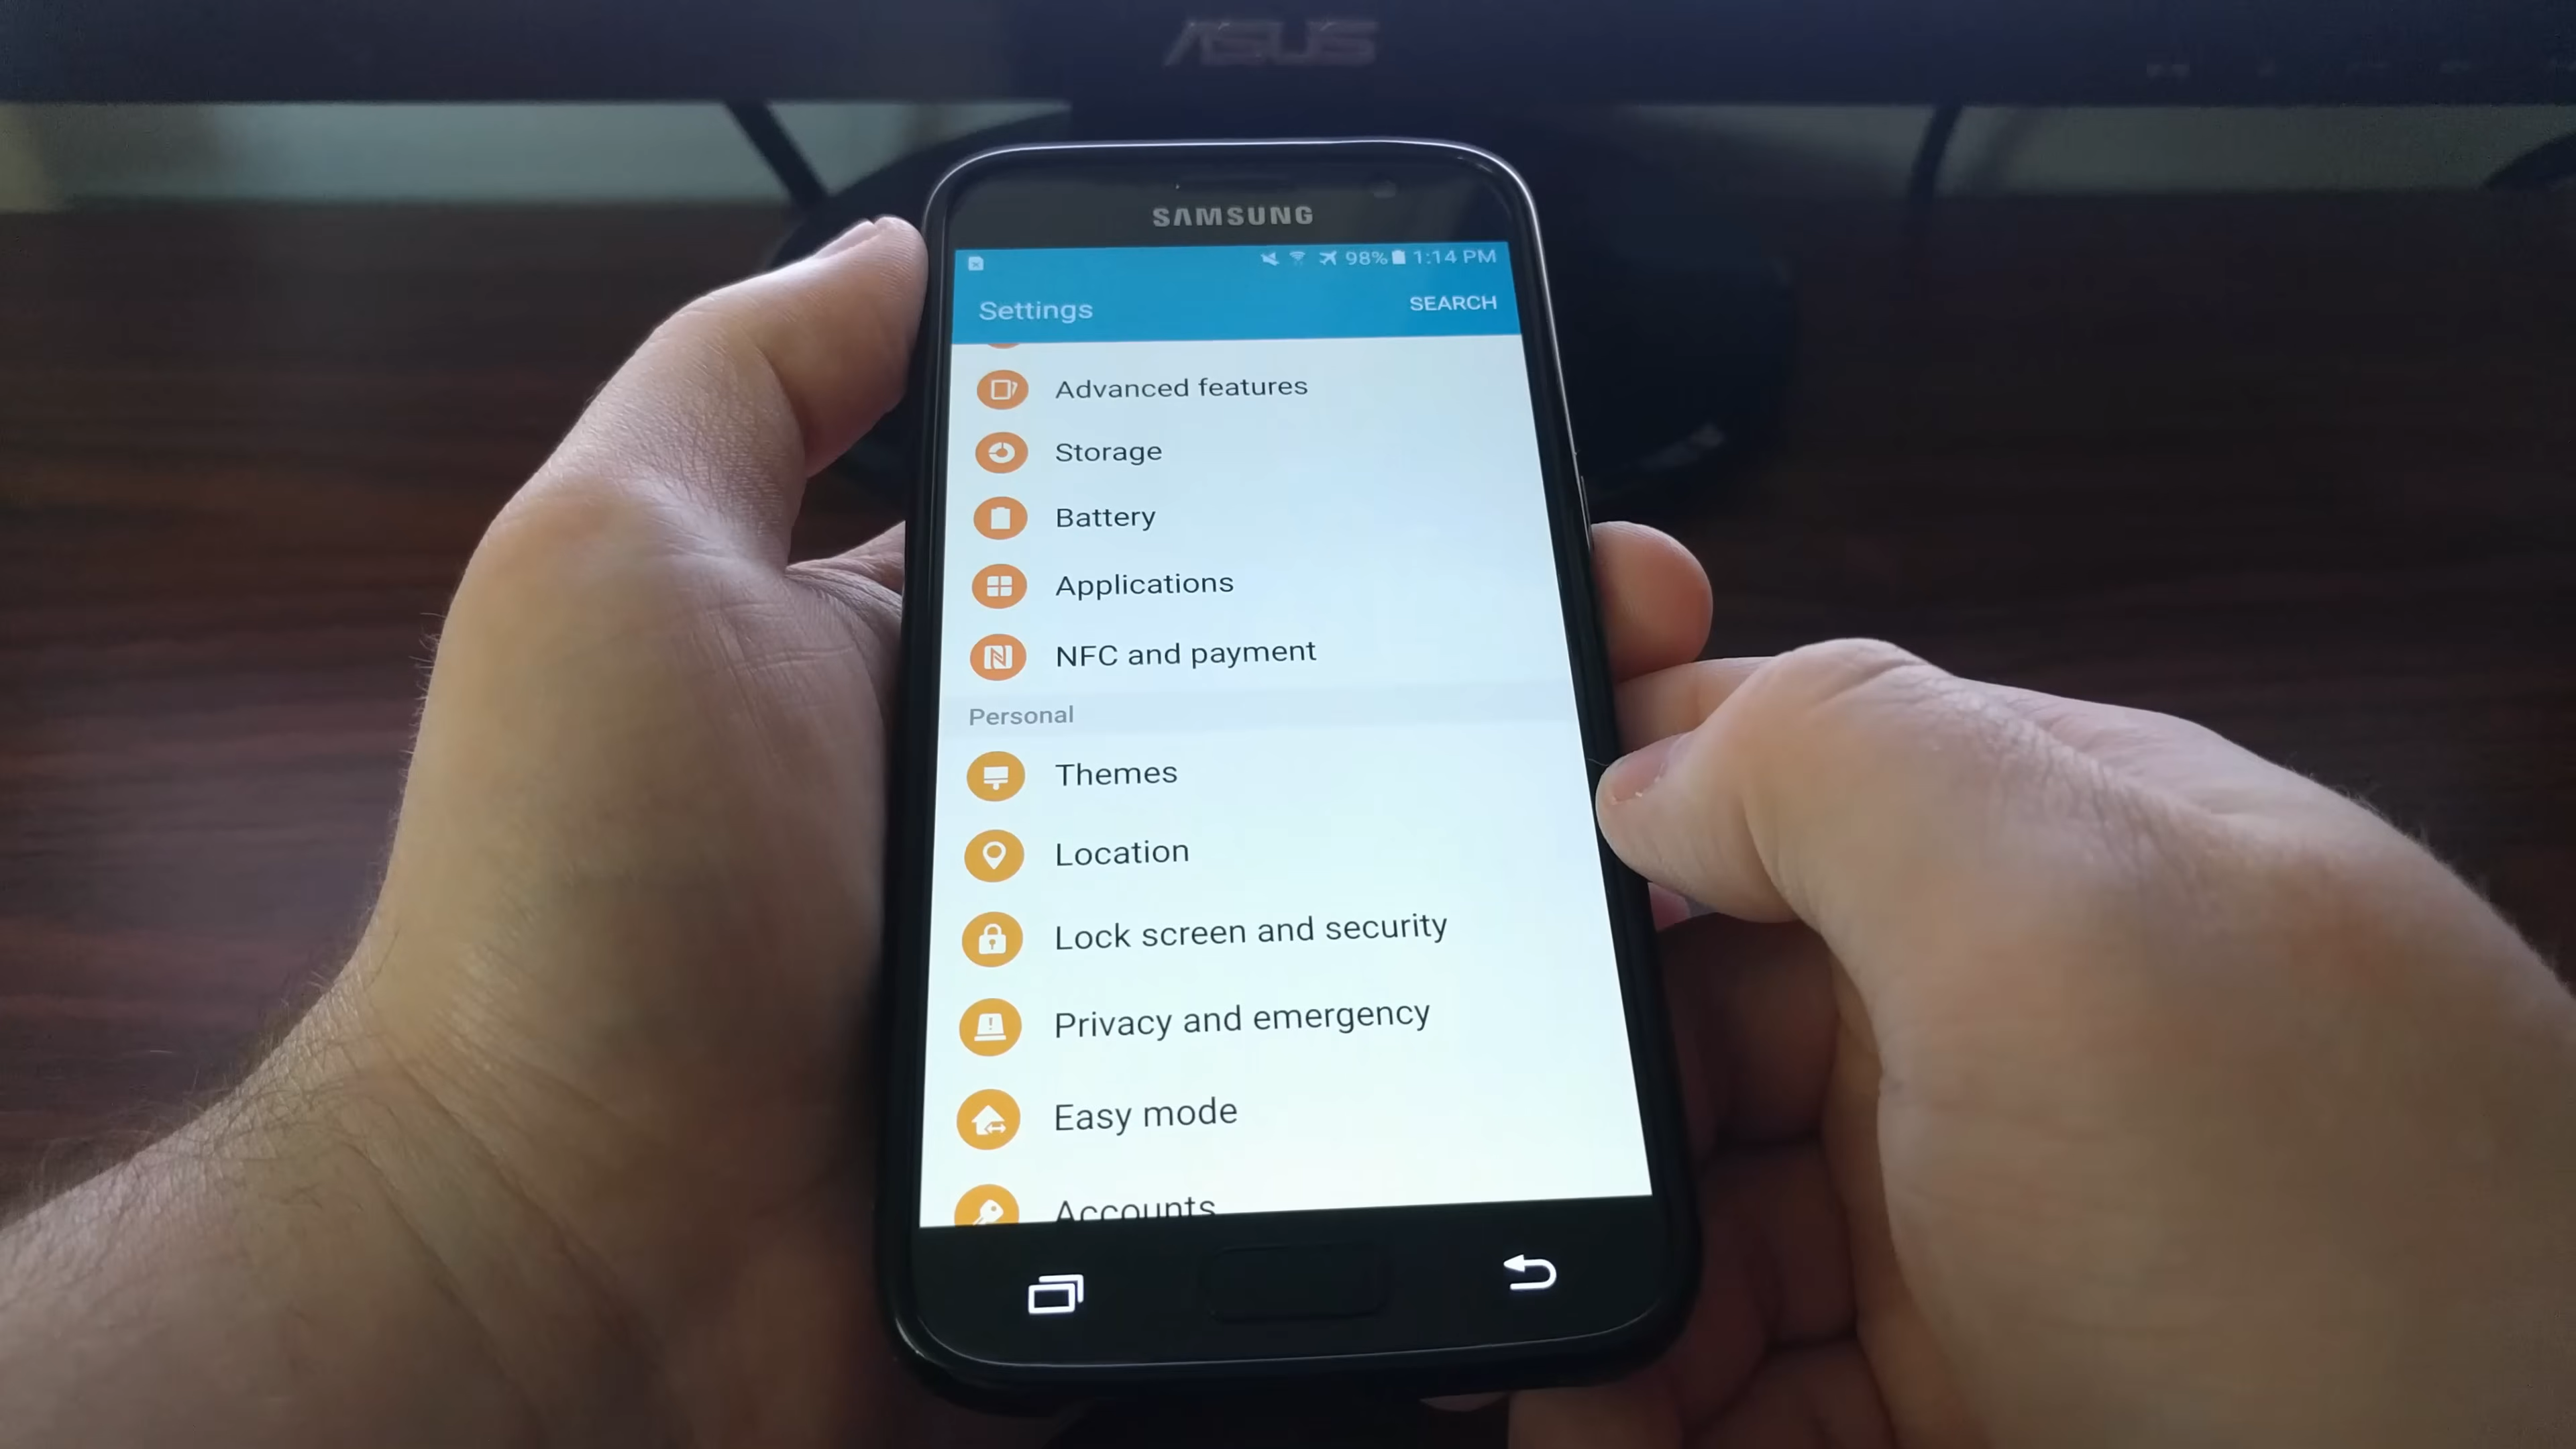 ASUS
SAMSUNG
98% 1:14 PM
Settings
SEARCH
Advanced features
Storage
Battery
Applications
NFC and payment
Personal
Themes
Location
Lock screen and security
Privacy and emergency
Easy mode
Accounts